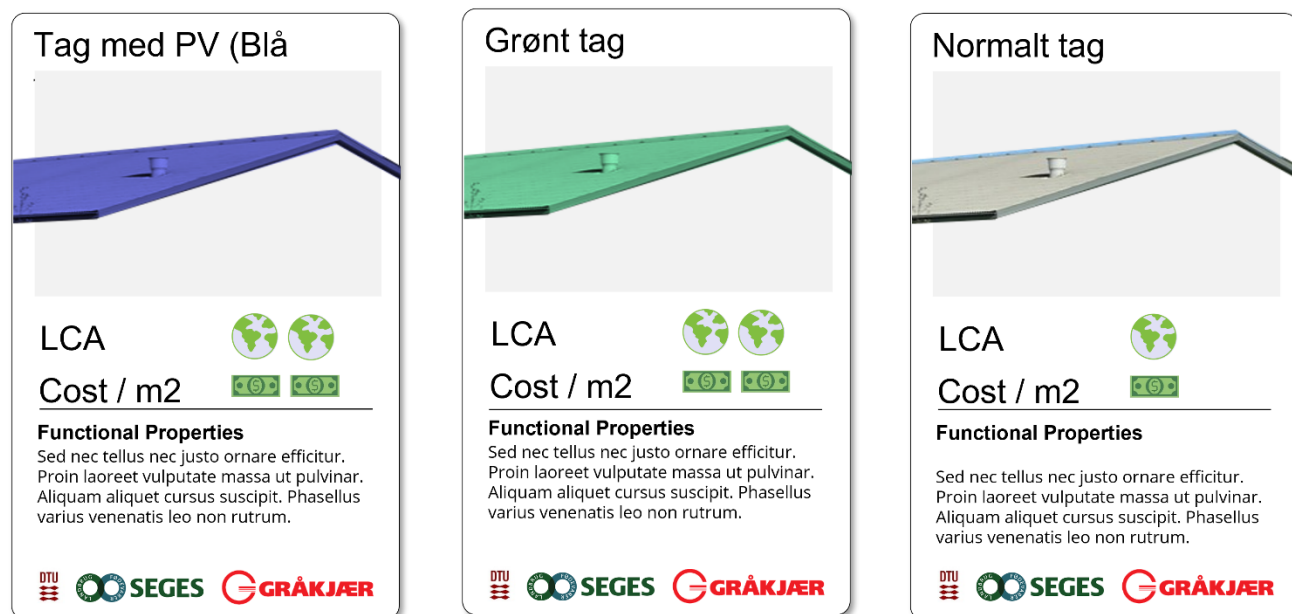 Tag med PV (Blå
LCA
Cost / m2
Functional Properties
Sed nec tellus nec justo ornare efficitur.
Proin laoreet vulputate massa ut pulvinar.
Aliquam aliquet cursus suscipit. Phasellus
varius venenatis leo non rutrum.
DTU
SEGES
GRÅKJÆR
Grønt tag
LCA
Cost / m2
Functional Properties
Sed nec tellus nec justo ornare efficitur.
Proin laoreet vulputate massa ut pulvinar.
Aliquam aliquet cursus suscipit. Phasellus
varius venenatis leo non rutrum.
DTU
SEGES
GRÅKJÆR
Normalt tag
LCA
Cost / m2
Functional Properties
Sed nec tellus nec justo ornare efficitur.
Proin laoreet vulputate massa ut pulvinar.
Aliquam aliquet cursus suscipit. Phasellus
varius venenatis leo non rutrum.
DTU
SEGES
GRÅKJÆR